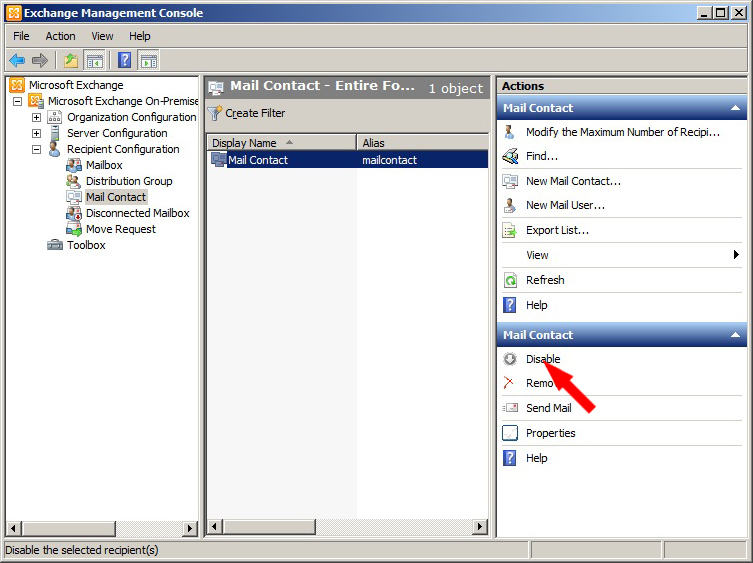 Exchange Management Console
File Action View Help
Microsoft Exchange
Microsoft Exchange On-Premise
Organization Configuration
Server Configuration
Recipient Configuration
Mailbox
Distribution Group
Mail Contact
Disconnected Mailbox
Move Request
Toolbox
Mail Contact - Entire Fo... 1 object
Create Filter
Display Name Alias
Mail Contact mailcontact
Actions
Mail Contact
Modify the Maximum Number of Recipi...
Find...
New Mail Contact...
New Mail User...
Export List...
View
Refresh
Help
Mail Contact
Disable
Remo
Send Mail
Properties
Help
Disable the selected recipient(s)